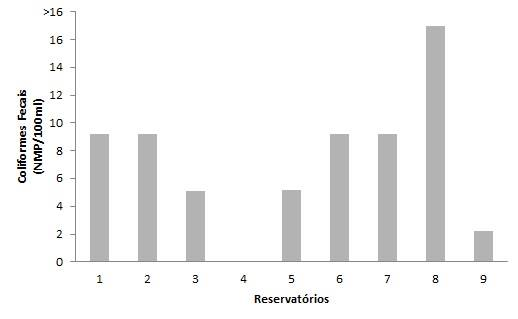 >16
16
14
12
10
8
6
4
2
0
Coliformes Fecais
(NMP/100ml)
1 2 3 4 5 6 7 8 9
Reservatórios